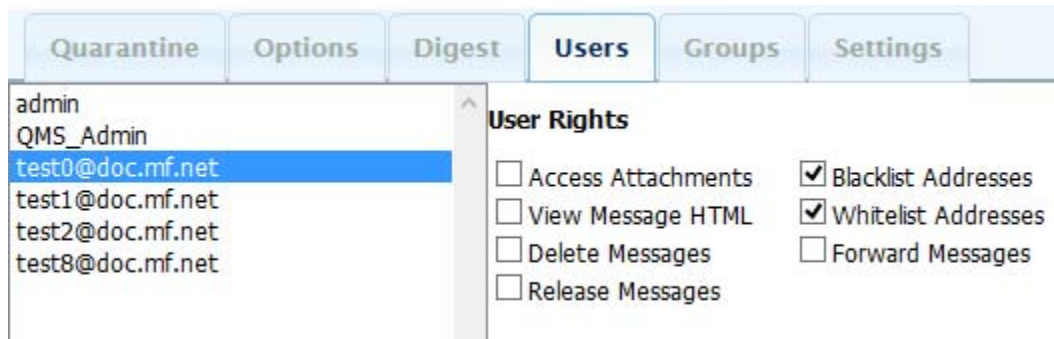 Quarantine Options Digest Users Groups Settings
admin
QMS_Admin
test0@doc.mf.net
test1@doc.mf.net
test2@doc.mf.net
test8@doc.mf.net
User Rights
Access Attachments Blacklist Addresses
View Message HTML Whitelist Addresses
Delete Messages Forward Messages
Release Messages